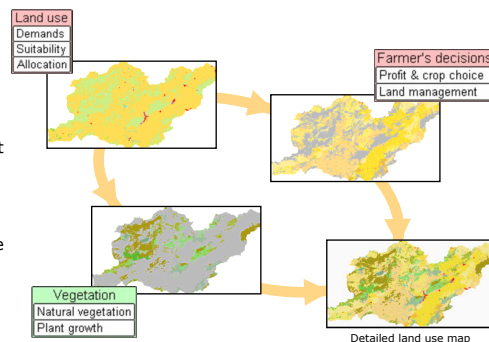 Land use
Demands
Suitability
Allocation
Farmer's decisions
Profit & crop choice
Land management
t
e
Vegetation
Natural vegetation
Plant growth
Detailed land use map